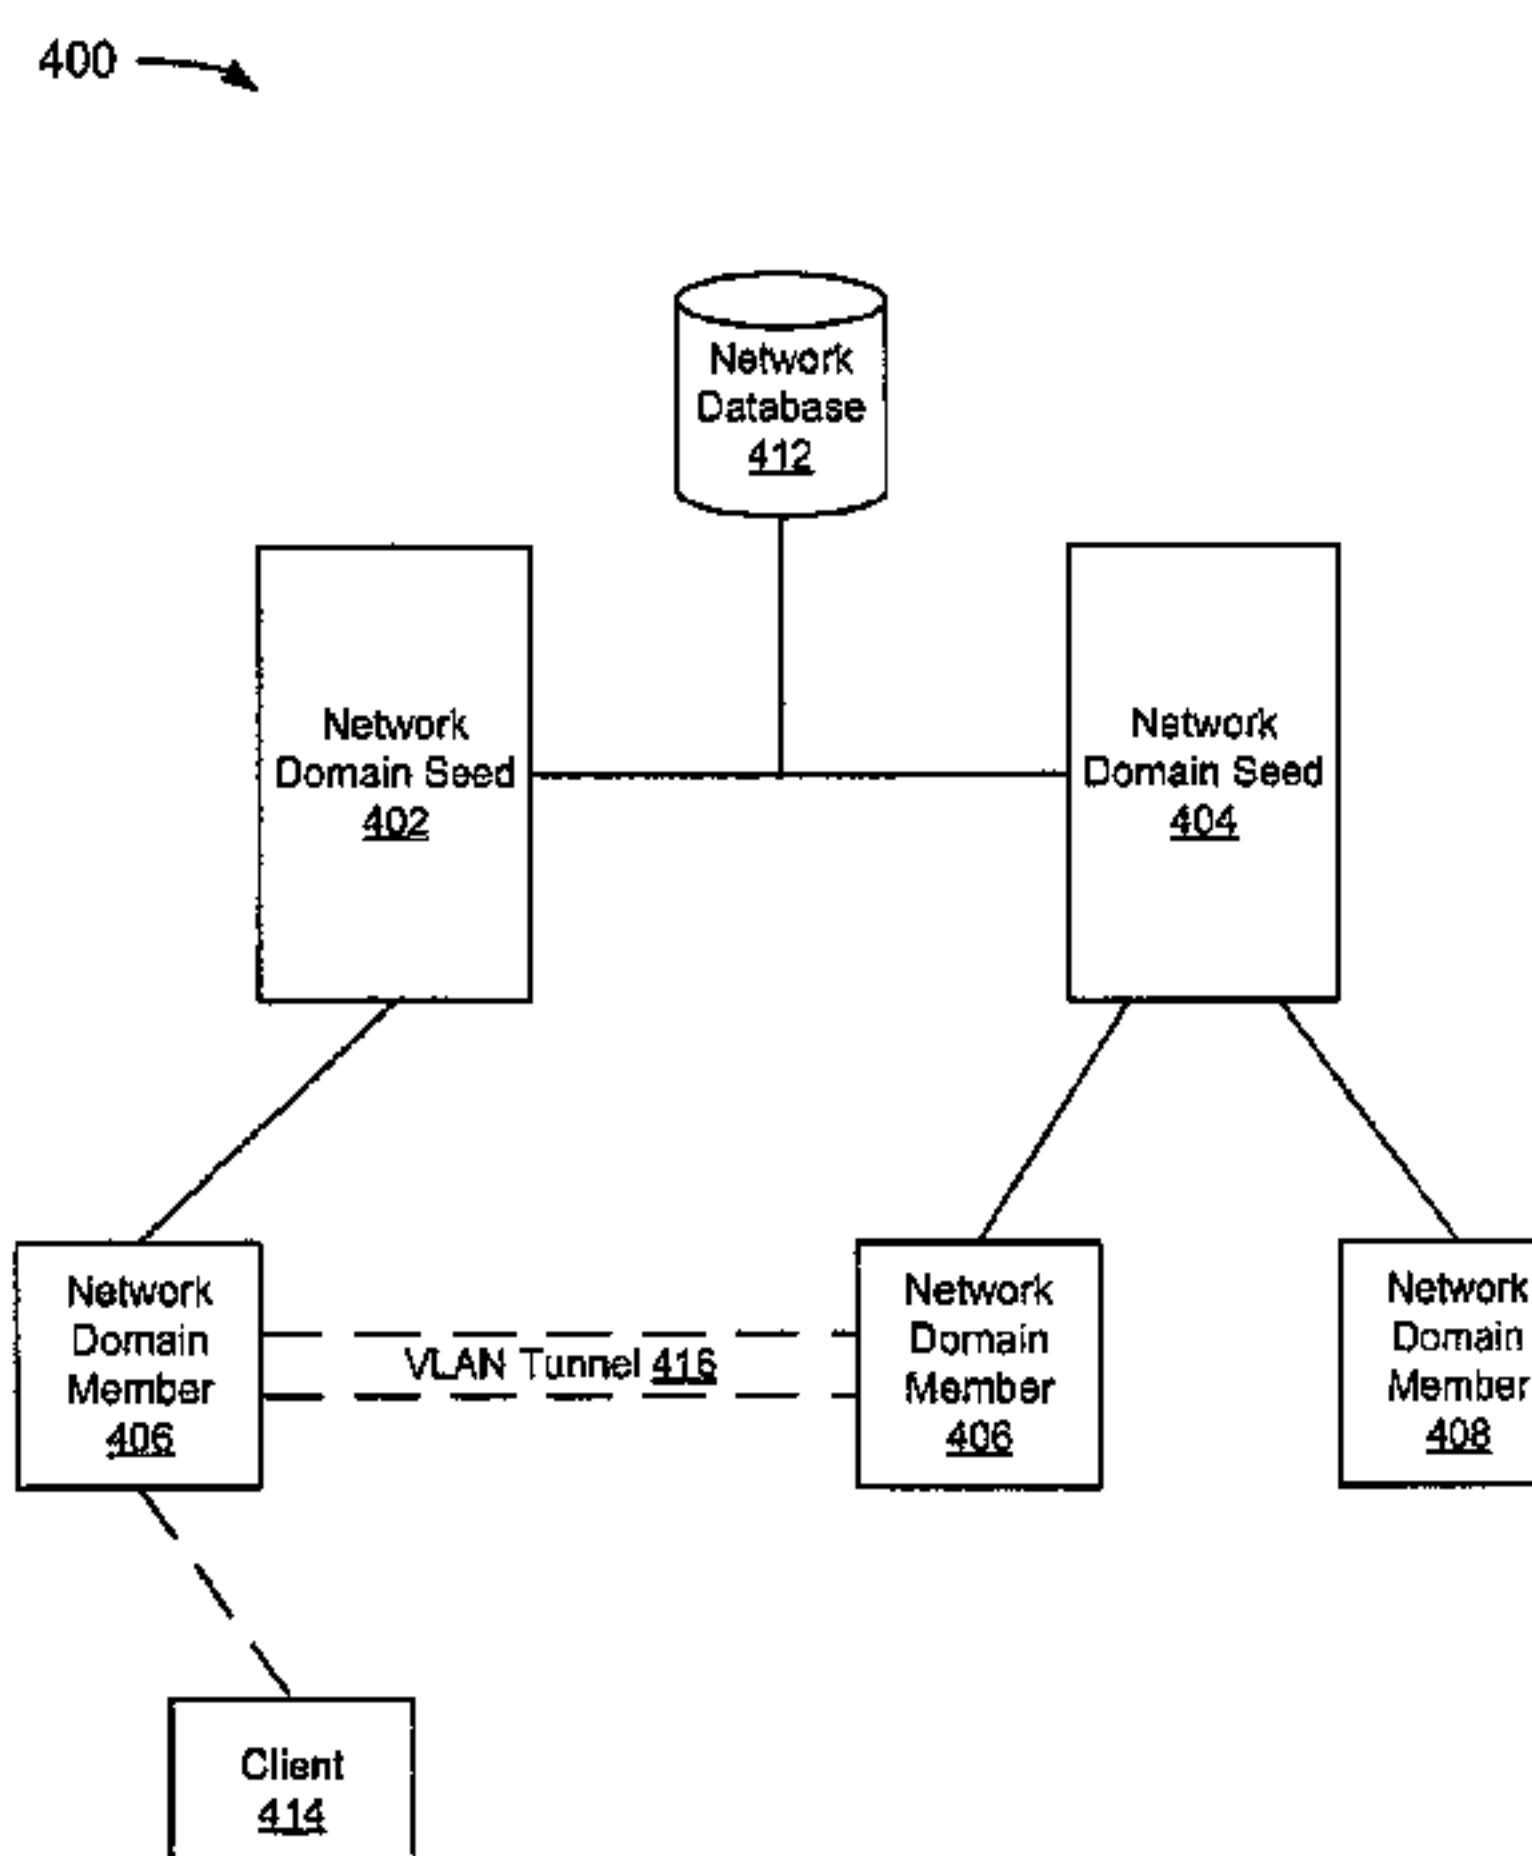 400
Network
Database
412
Network
Domain Seed
402
Network
Domain Seed
404
Network
Domain
Member
406
VLAN Tunnel 416
Network
Domain
Member
406
Network
Domain
Member
408
Client
414